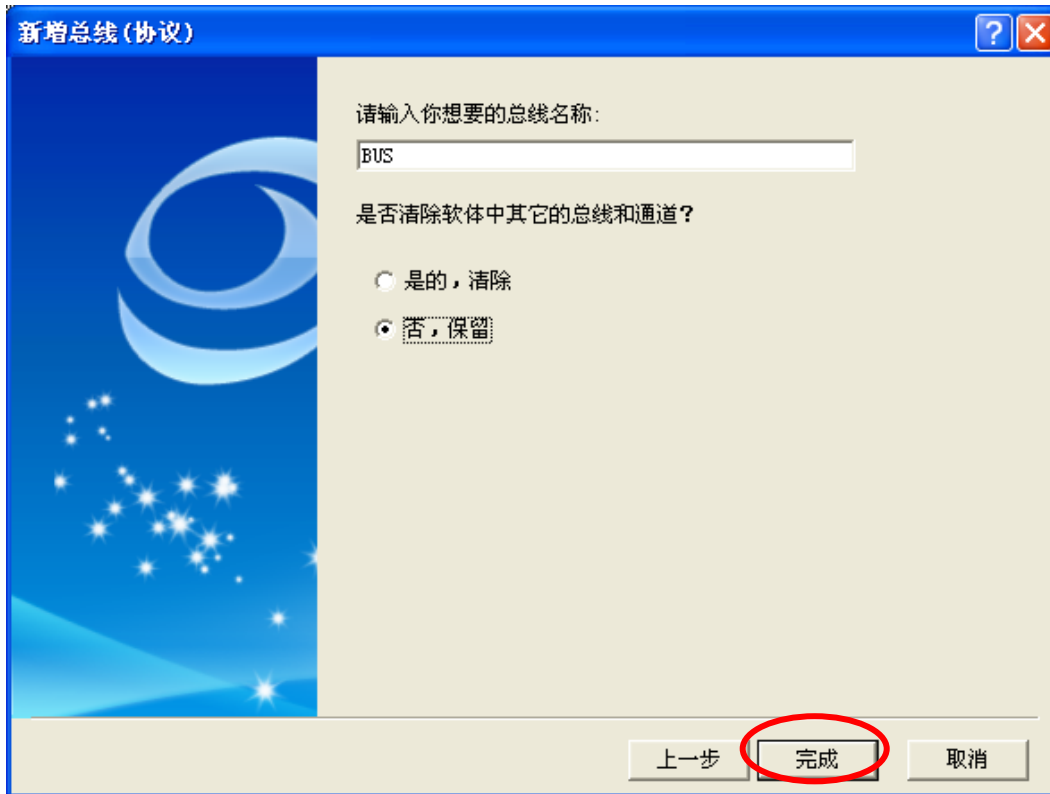 新增总线(协议)
请输入你想要的总线名称:
BUS
是否清除软体中其它的总线和通道?
是的，清除
否，保留
上一步 完成 取消